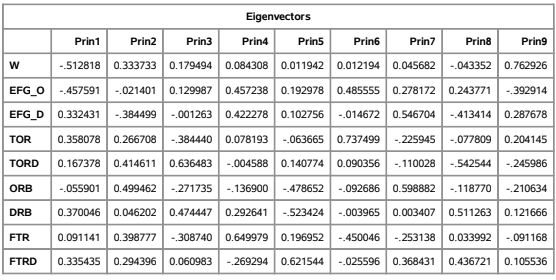 Eigenvectors
Prin1 Prin2 Prin3 Prin4 Prin5 Prin6 Prin7 Prin8 Prin9
W -.512818 0.333733 0.179494 0.084308 0.011942 0.012194 0.045682 -.043352 0.762926
EFG_O -.457591 -.021401 0.129987 0.457238 0.192978 0.485555 0.278172 0.243771 -.392914
EFG_D 0.332431 -.384499 -.001263 0.422278 0.102756 -.014672 0.546704 -.413414 0.287678
TOR 0.358078 0.266708 -.384440 0.078193 -.063665 0.737499 -.225945 -.077809 0.204145
TORD 0.167378 0.414611 0.636483 -.004588 0.140774 0.090356 -.110028 -.542544 -.245986
ORB -.055901 0.499462 -.271735 -.136900 -.478652 -.092686 0.598882 -.118770 -.210634
DRB 0.370046 0.046202 0.474447 0.292641 -.523424 -.003965 0.003407 0.511263 0.121666
FTR 0.091141 0.398777 -.308740 0.649979 0.196952 -.450046 -.253138 0.033992 -.091168
FTRD 0.335435 0.294396 0.060983 -.269294 0.621544 -.025596 0.368431 0.436721 0.105536